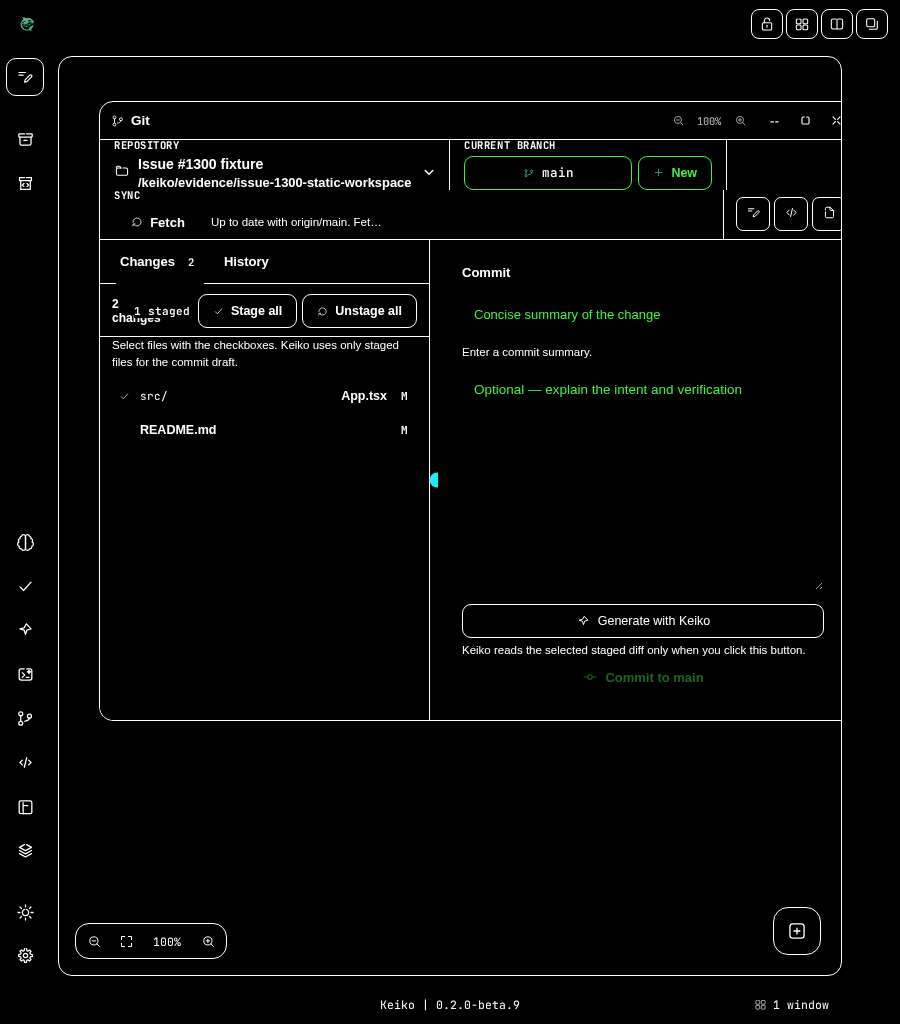 Git
100%
REPOSITORY
Issue #1300 fixture
/keiko/evidence/issue-1300-static-workspace
CURRENT BRANCH
main
New
SYNC
Fetch
Up to date with origin/main. Fet…
Changes 2
History
2 changes
1 staged
Stage all
Unstage all
Select files with the checkboxes. Keiko uses only staged
files for the commit draft.
src/
App.tsx M
README.md M
Commit
Concise summary of the change
Enter a commit summary.
Optional — explain the intent and verification
Generate with Keiko
Keiko reads the selected staged diff only when you click this button.
Commit to main
100%
Keiko | 0.2.0-beta.9
1 window